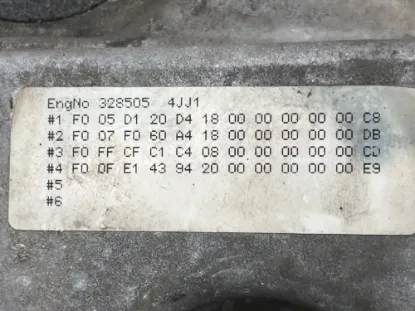 EngNo 328505 4JJ1
#1 F0 05 D1 20 D4 18 00 00 00 00 00 C8
#2 F0 07 F0 60 A4 18 00 00 00 00 00 DB
#3 F0 FF CF C1 C4 08 00 00 00 00 00 CD
#4 F0 0F E1 43 94 20 00 00 00 00 00 E9
#5
#6